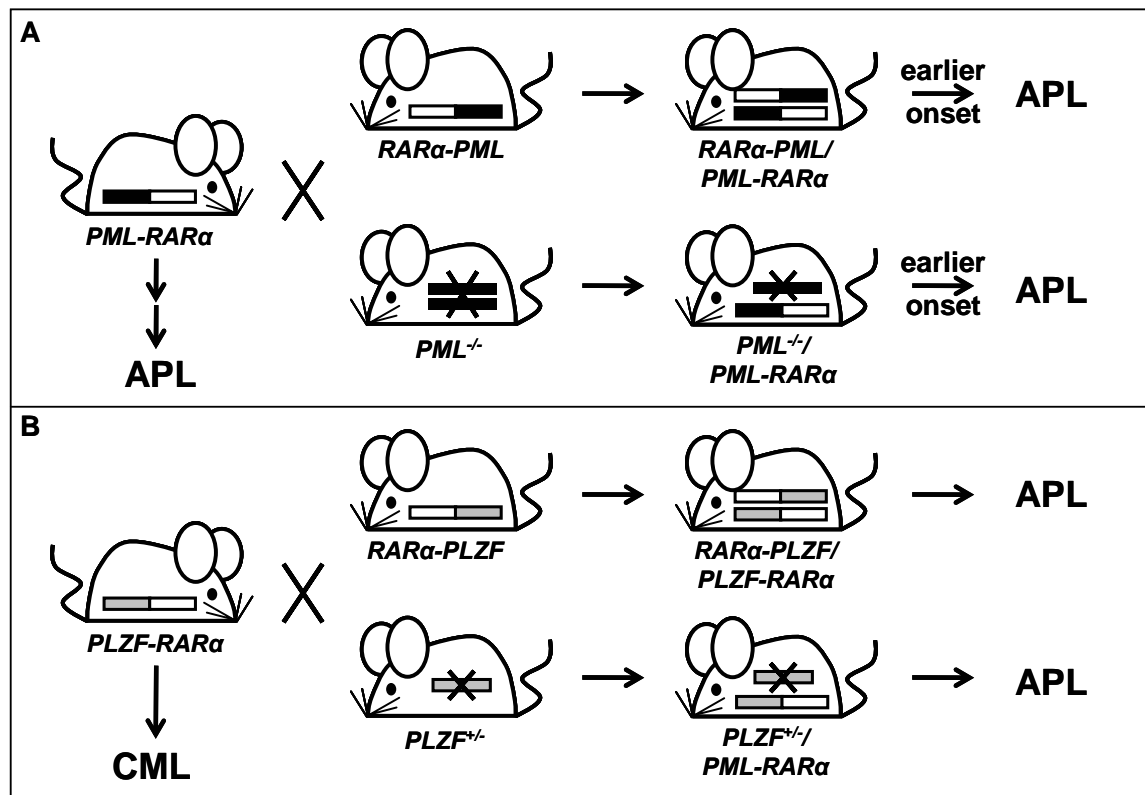 A
RARα-PML
RARα-PML/
PML-RARα
earlier
onset
APL
PML-RARα
APL
PML-/-
PML-/-/
PML-RARα
earlier
onset
APL
B
RARα-PLZF
RARα-PLZF/
PLZF-RARα
APL
PLZF-RARα
CML
PLZF+/-
PLZF+/-/
PML-RARα
APL